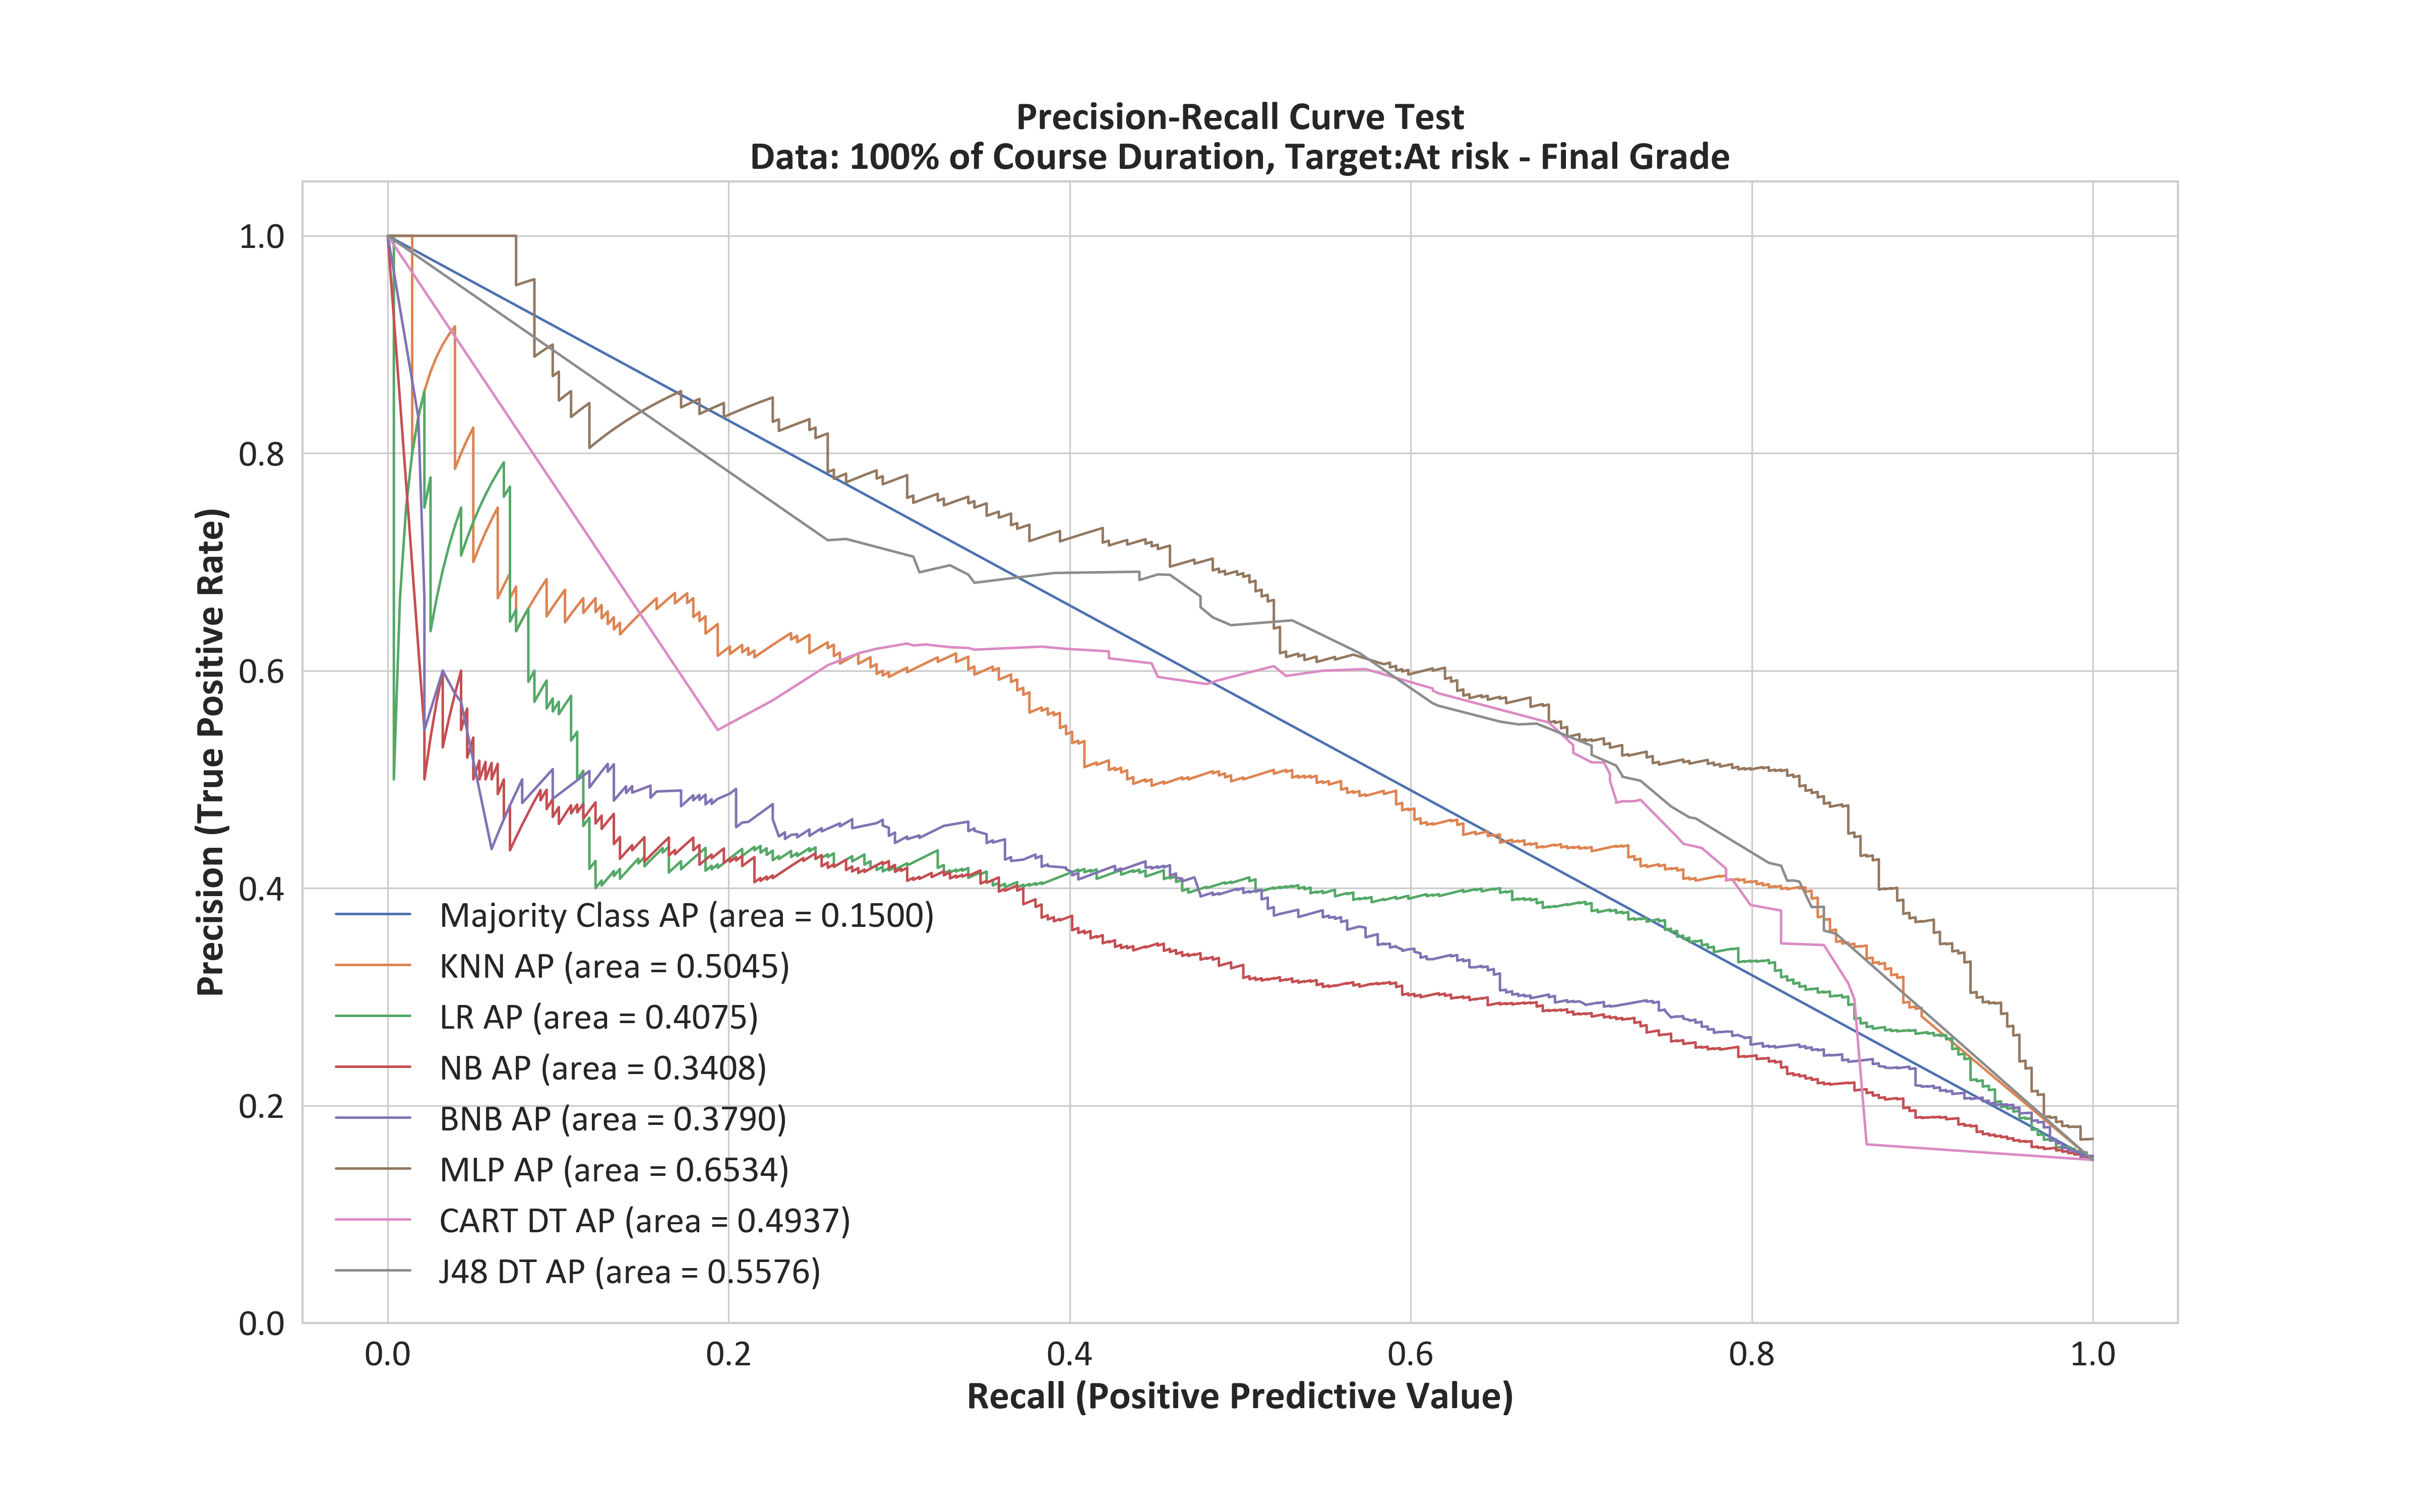 Precision-Recall Curve Test
Data: 100% of Course Duration, Target:At risk - Final Grade
Precision (True Positive Rate)
1.0
0.8
0.6
0.4
0.2
0.0
Majority Class AP (area = 0.1500)
KNN AP (area = 0.5045)
LR AP (area = 0.4075)
NB AP (area = 0.3408)
BNB AP (area = 0.3790)
MLP AP (area = 0.6534)
CART DT AP (area = 0.4937)
J48 DT AP (area = 0.5576)
0.0 0.2 0.4 0.6 0.8 1.0
Recall (Positive Predictive Value)